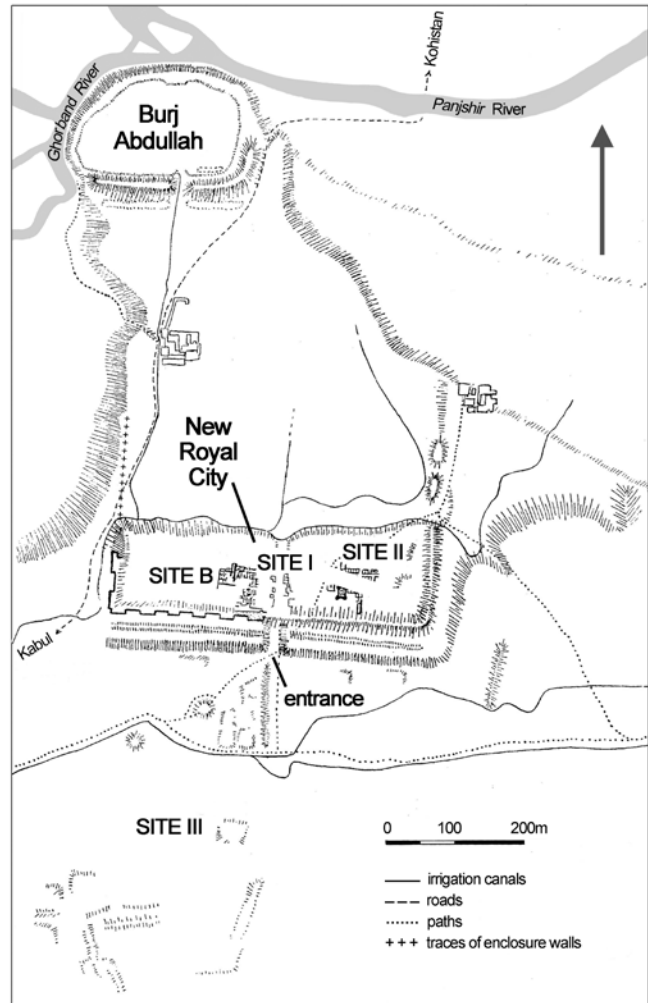 Kohistan
Ghorband River
Panjshir River
Burj
Abdullah
New
Royal
City
SITE B
SITE I
SITE II
Kabul
entrance
SITE III
0 100 200m
irrigation canals
roads
paths
traces of enclosure walls